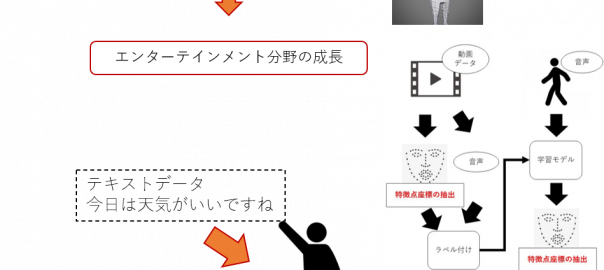 エンターテインメント分野の成長
テキストデータ
今日は天気がいいですね
動画
データ
音声
音声
学習モデル
特徴点座標の抽出
ラベル付け
特徴点座標の抽出